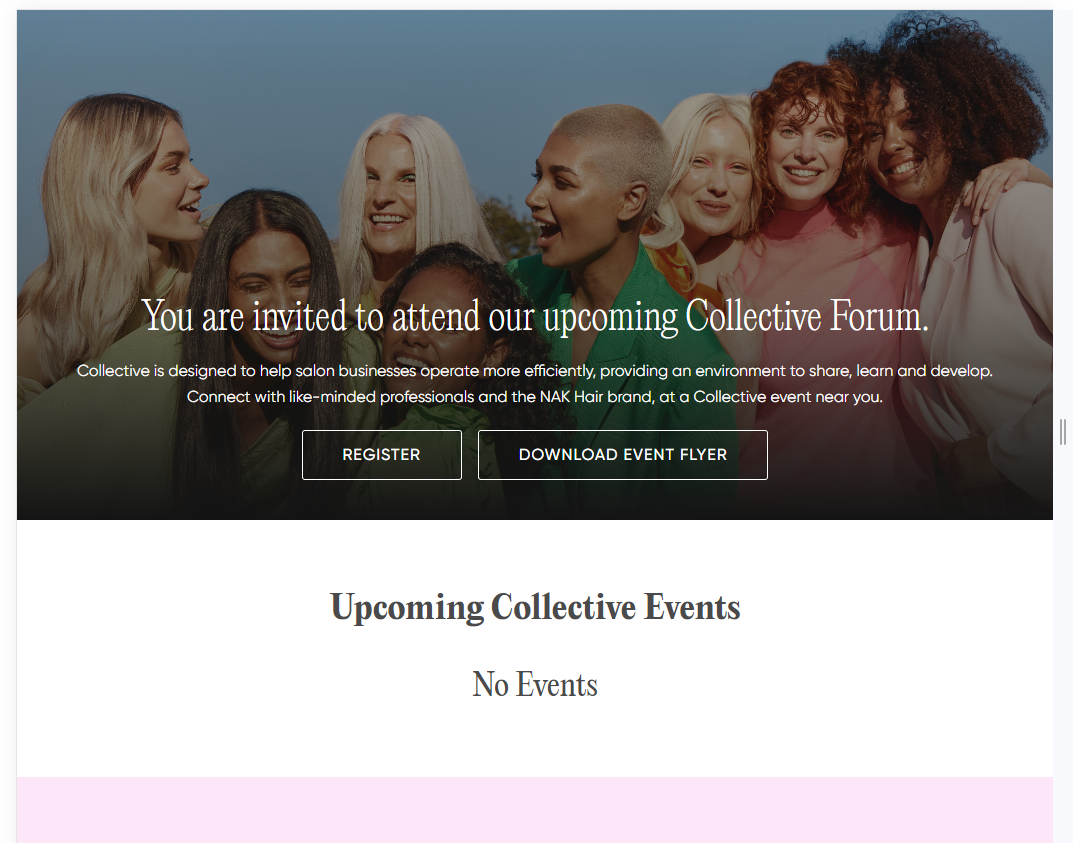 You are invited to attend our upcoming Collective Forum.
Collective is designed to help salon businesses operate more efficiently, providing an environment to share, learn and develop.
Connect with like-minded professionals and the NAK Hair brand, at a Collective event near you.
REGISTER DOWNLOAD EVENT FLYER
Upcoming Collective Events
No Events